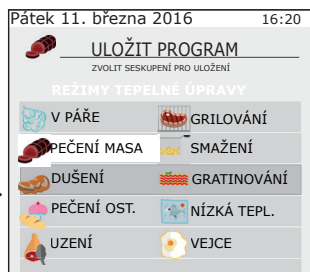 Pátek 11. března 2016 16:20
ULOŽIT PROGRAM
ZVOLIT SESKUPENÍ PRO ULOŽENÍ
REŽIMY TEPELNÉ ÚPRAVY
V PÁŘE GRILOVÁNÍ
PEČENÍ MASA SMAŽENÍ
DUŠENÍ GRATINOVÁNÍ
PEČENÍ OST. NÍZKÁ TEPL.
UZENÍ VEJCE